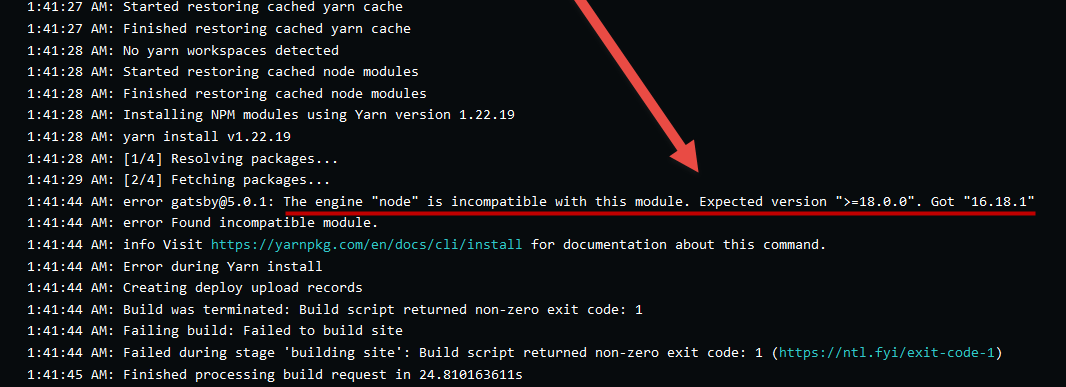 1:41:27 AM: Started restoring cached yarn cache
1:41:27 AM: Finished restoring cached yarn cache
1:41:28 AM: No yarn workspaces detected
1:41:28 AM: Started restoring cached node modules
1:41:28 AM: Finished restoring cached node modules
1:41:28 AM: Installing NPM modules using Yarn version 1.22.19
1:41:28 AM: yarn install v1.22.19
1:41:28 AM: [1/4] Resolving packages...
1:41:29 AM: [2/4] Fetching packages...
1:41:44 AM: error gatsby@5.0.1: The engine "node" is incompatible with this module. Expected version ">=18.0.0". Got "16.18.1"
1:41:44 AM: error Found incompatible module.
1:41:44 AM: info Visit https://yarnpkg.com/en/docs/cli/install for documentation about this command.
1:41:44 AM: Error during Yarn install
1:41:44 AM: Creating deploy upload records
1:41:44 AM: Build was terminated: Build script returned non-zero exit code: 1
1:41:44 AM: Failing build: Failed to build site
1:41:44 AM: Failed during stage 'building site': Build script returned non-zero exit code: 1 (https://ntl.fyi/exit-code-1)
1:41:45 AM: Finished processing build request in 24.810163611s